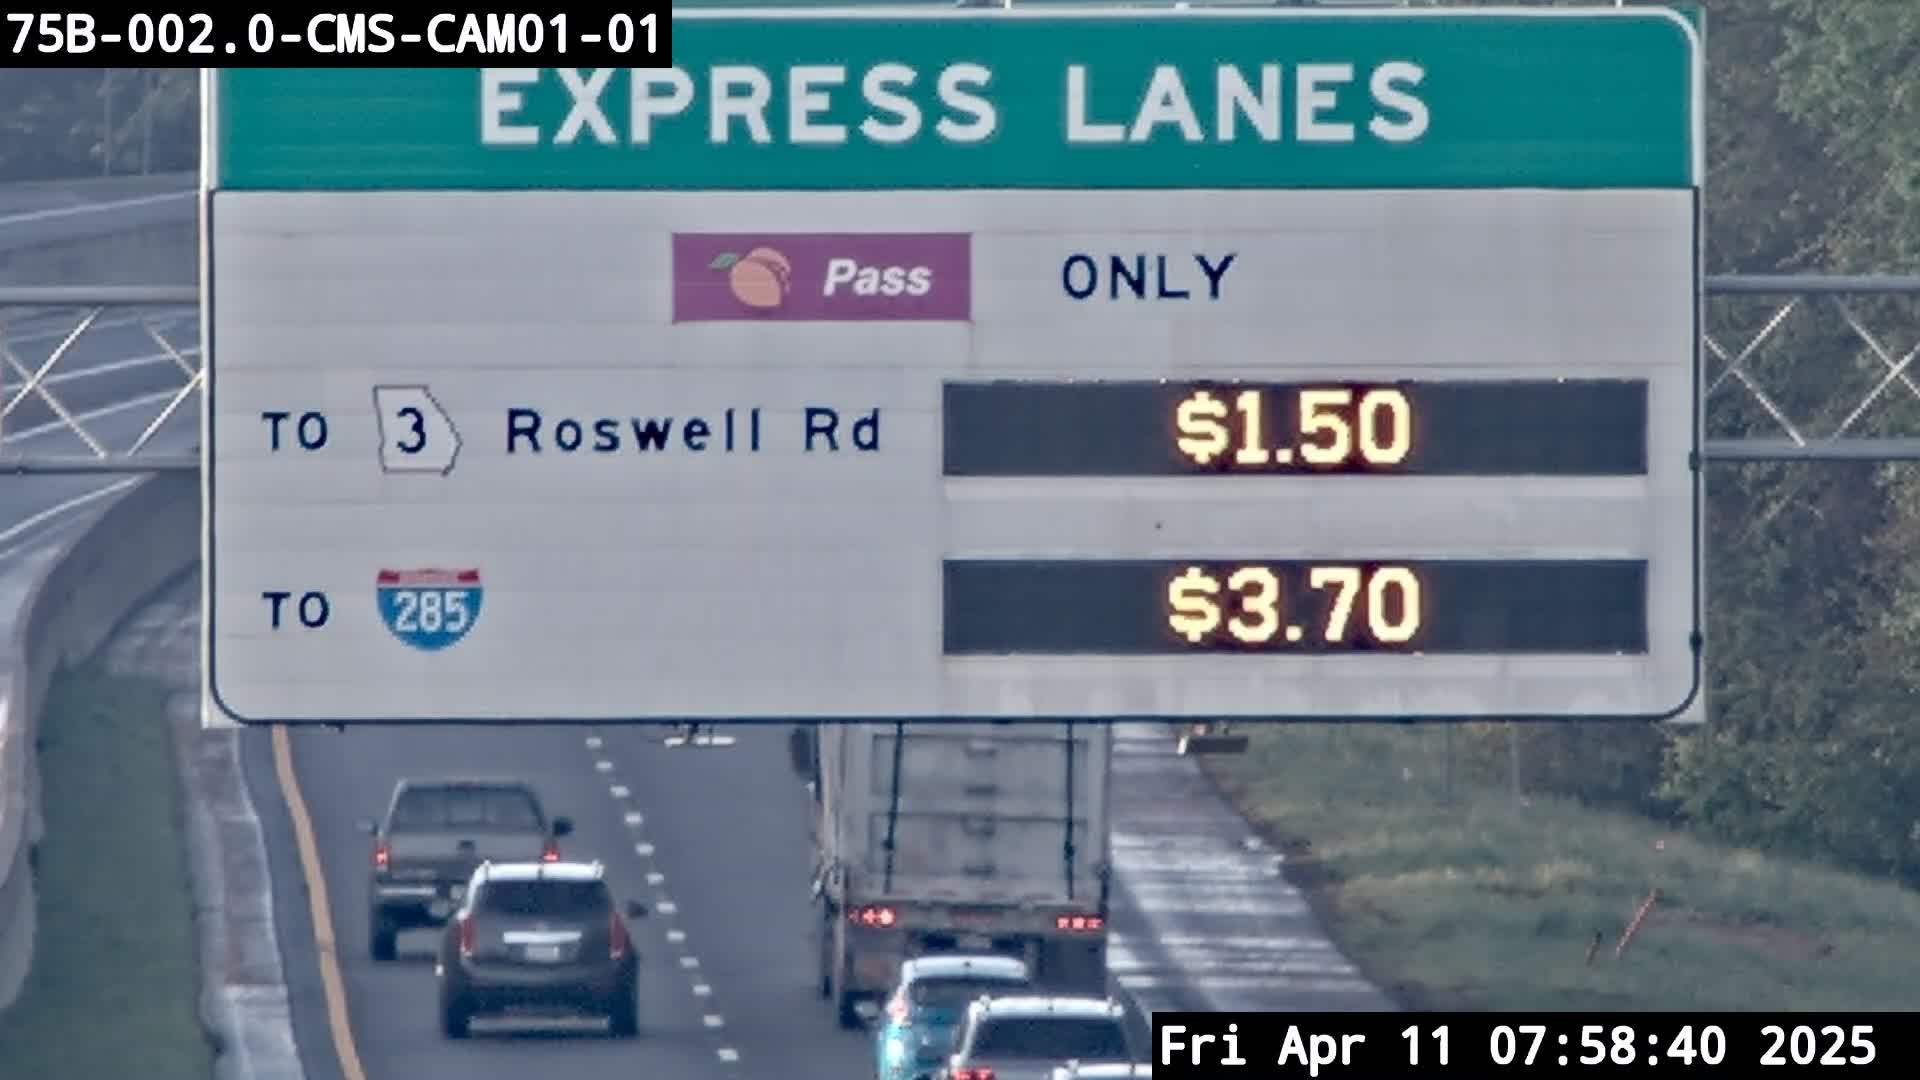 75B-002.0-CMS-CAM01-01
EXPRESS LANES
Pass ONLY
TO 3 Roswell Rd $1.50
TO 285 $3.70
Fri Apr 11 07:58:40 2025